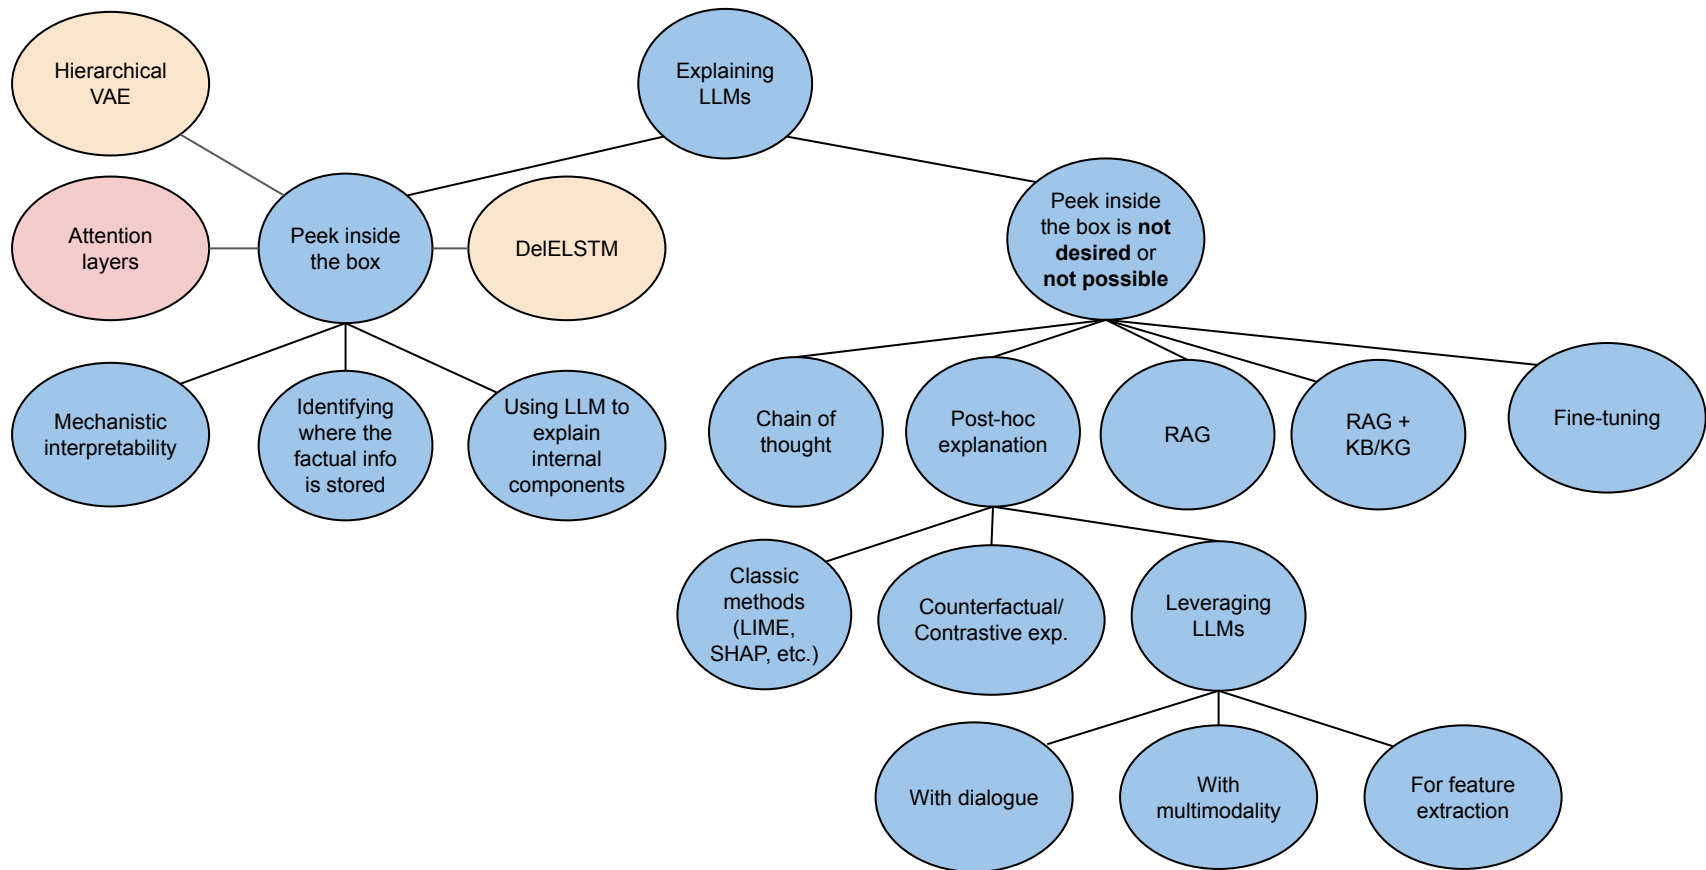 Hierarchical
VAE
Explaining
LLMs
Attention
layers
Peek inside
the box
DelELSTM
Peek inside
the box is not
desired or
not possible
Mechanistic
interpretability
Identifying
where the
factual info
is stored
Using LLM to
explain
internal
components
Chain of
thought
Post-hoc
explanation
RAG
RAG +
KB/KG
Fine-tuning
Classic
methods
(LIME,
SHAP, etc.)
Counterfactual/
Contrastive exp.
Leveraging
LLMs
With dialogue
With
multimodality
For feature
extraction